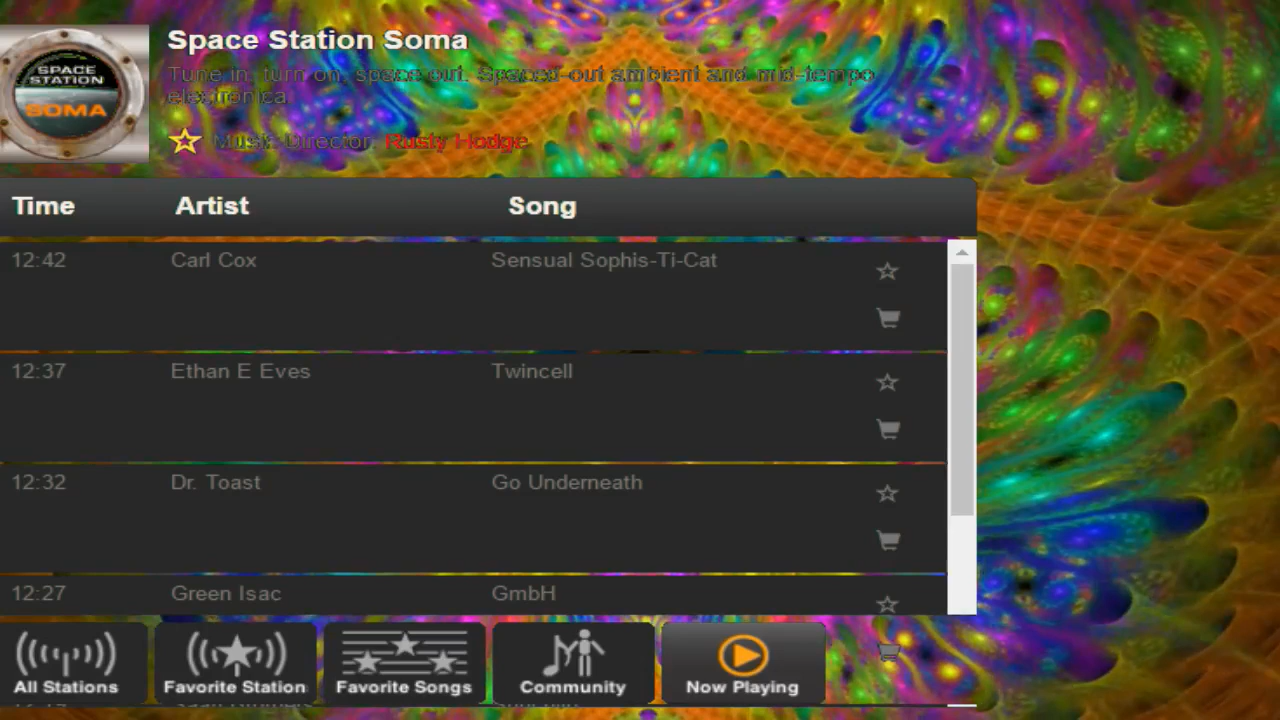 SPACE
STATION
SOMA
Space Station Soma
Tune in, turn on, space out. Spaced-out ambient and mid-tempo
electronica.
Music Director: Rusty Hodge
Time Artist Song
12:42 Carl Cox Sensual Sophis-Ti-Cat
12:37 Ethan E Eves Twincell
12:32 Dr. Toast Go Underneath
12:27 Green Isac GmbH
All Stations Favorite Station Favorite Songs Community Now Playing